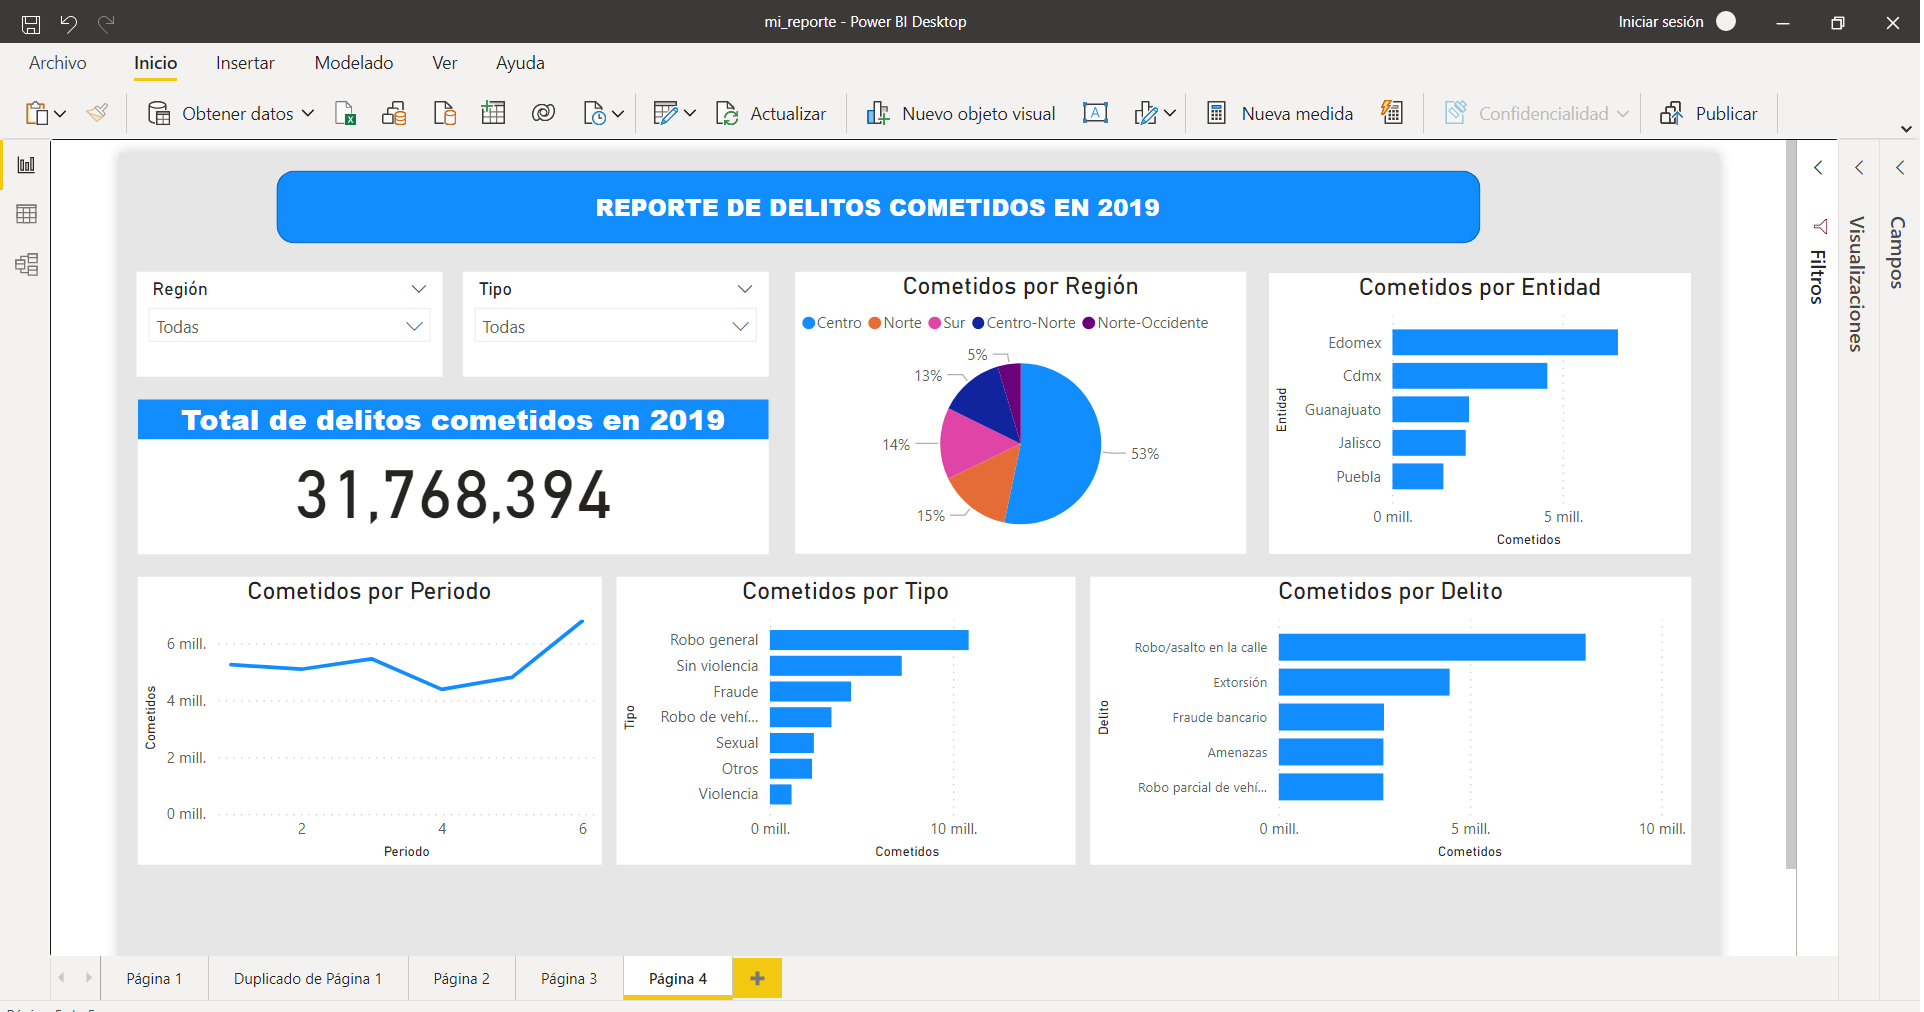 mi_reporte - Power BI Desktop
Iniciar sesión
Archivo Inicio Insertar Modelado Ver Ayuda
Obtener datos Actualizar Nuevo objeto visual Nueva medida Confidencialidad Publicar
REPORTE DE DELITOS COMETIDOS EN 2019
Región
Todas
Tipo
Todas
Total de delitos cometidos en 2019
31,768,394
Cometidos por Región
Centro Norte Sur Centro-Norte Norte-Occidente
5%
13%
14%
15%
53%
Cometidos por Entidad
Entidad
Edomex
Cdmx
Guanajuato
Jalisco
Puebla
0 mill. 5 mill.
Cometidos
Cometidos por Periodo
Cometidos
6 mill.
4 mill.
2 mill.
0 mill.
2 4 6
Periodo
Cometidos por Tipo
Tipo
Robo general
Sin violencia
Fraude
Robo de vehí...
Sexual
Otros
Violencia
0 mill. 10 mill.
Cometidos
Cometidos por Delito
Delito
Robo/asalto en la calle
Extorsión
Fraude bancario
Amenazas
Robo parcial de vehí...
0 mill. 5 mill. 10 mill.
Cometidos
Filtros
Visualizaciones
Campos
Página 1 Duplicado de Página 1 Página 2 Página 3 Página 4